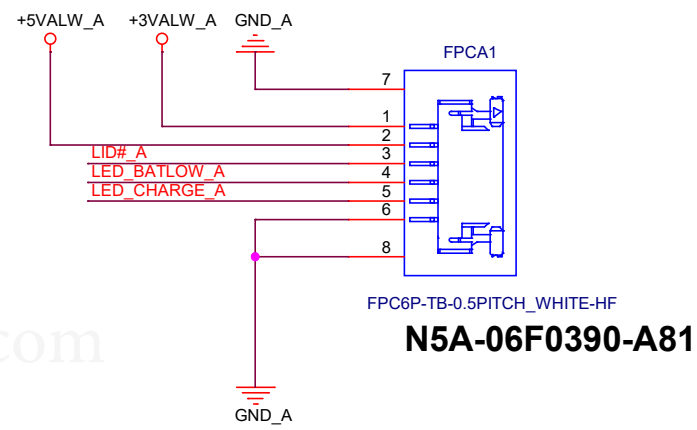 +5VALW_A +3VALW_A GND_A
FPCA1
7
1
2
LID#_A 3
LED_BATLOW_A 4
LED_CHARGE_A 5
6
8
FPC6P-TB-0.5PITCH_WHITE-HF
N5A-06F0390-A81
com
GND_A